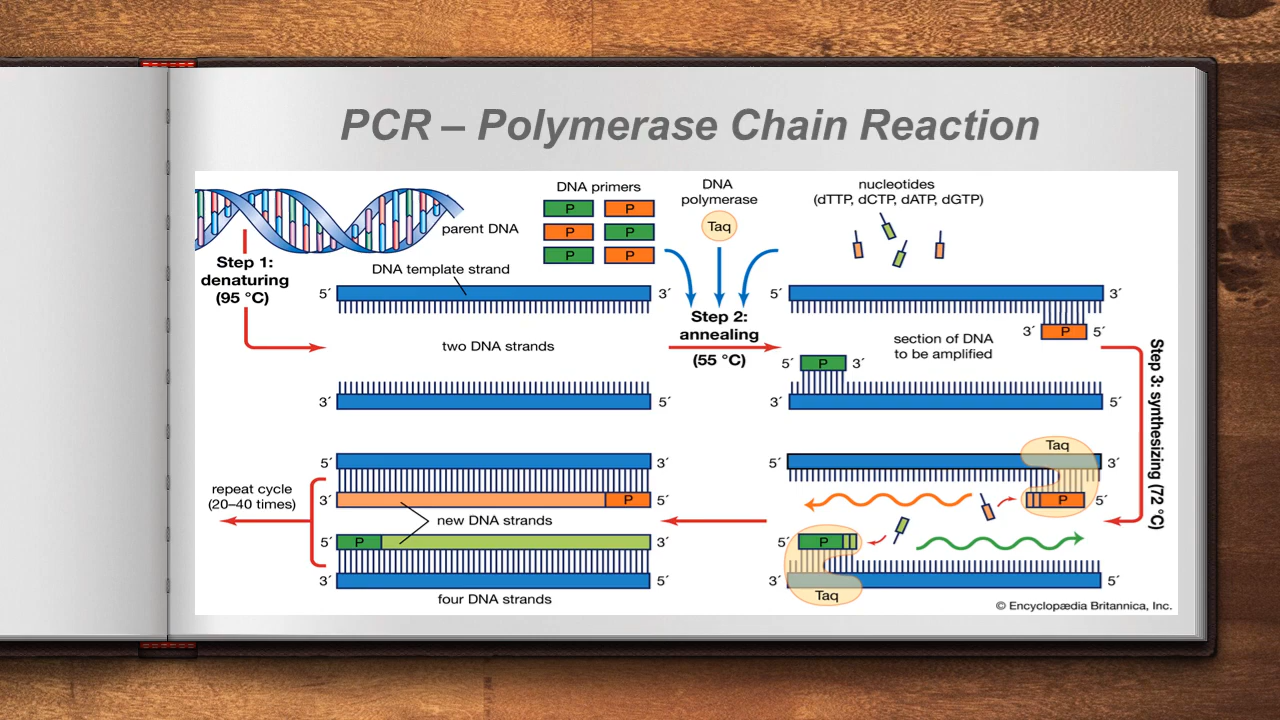 PCR – Polymerase Chain Reaction
DNA primers
P P
P P
P P
DNA
polymerase
Taq
nucleotides
(dTTP, dCTP, dATP, dGTP)
parent DNA
Step 1:
denaturing
(95 °C)
DNA template strand
5´ 3´
two DNA strands
3´ 5´
Step 2:
annealing
(55 °C)
5´ 3´
3´ P 5´
section of DNA
to be amplified
5´ P 3´
3´ 5´
Step 3: synthesizing (72 °C)
Taq
5´ 3´
P 5´
5´ P
3´ 5´
Taq
5´ 3´
3´ P 5´
new DNA strands
5´ P 3´
3´ 5´
four DNA strands
repeat cycle
(20–40 times)
© Encyclopædia Britannica, Inc.